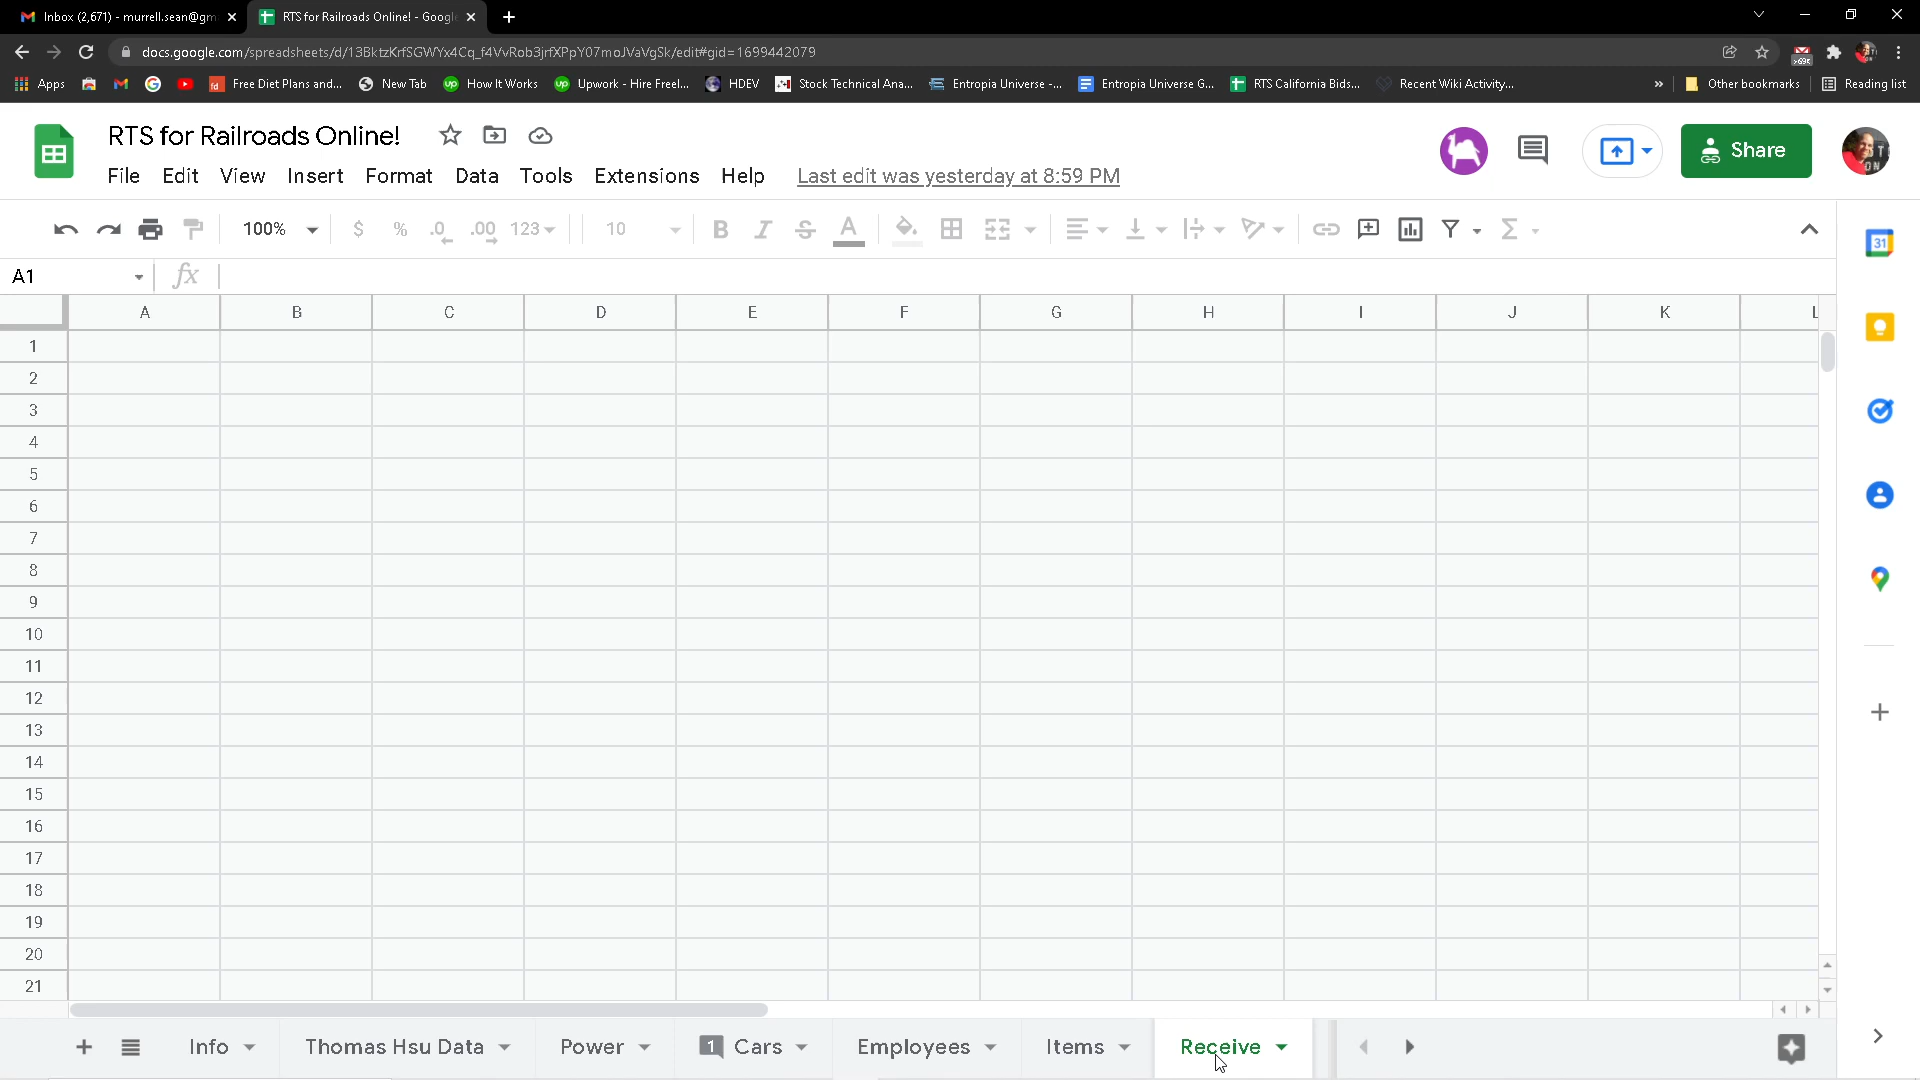 Inbox (2,671) - murrell.sean@gm
RTS for Railroads Online! - Googl
docs.google.com/spreadsheets/d/13BktzKrfSGWYx4Cq_f4VvRob3jrfXPpY07moJVaVgSk/edit#gid=1699442079
Apps
Free Diet Plans and...
New Tab
How It Works
Upwork - Hire Freel...
HDEV
Stock Technical Ana...
Entropia Universe -...
Entropia Universe G...
RTS California Bids...
Recent Wiki Activity...
»
Other bookmarks
Reading list
RTS for Railroads Online!
Share
File Edit View Insert Format Data Tools Extensions Help Last edit was yesterday at 8:59 PM
100% $ % .0 .00 123 10 B I S A Σ
31
A1 fx
A B C D E F G H I J K L
1
2
3
4
5
6
7
8
9
10
11
12
13
14
15
16
17
18
19
20
21
Info Thomas Hsu Data Power 1 Cars Employees Items Receive